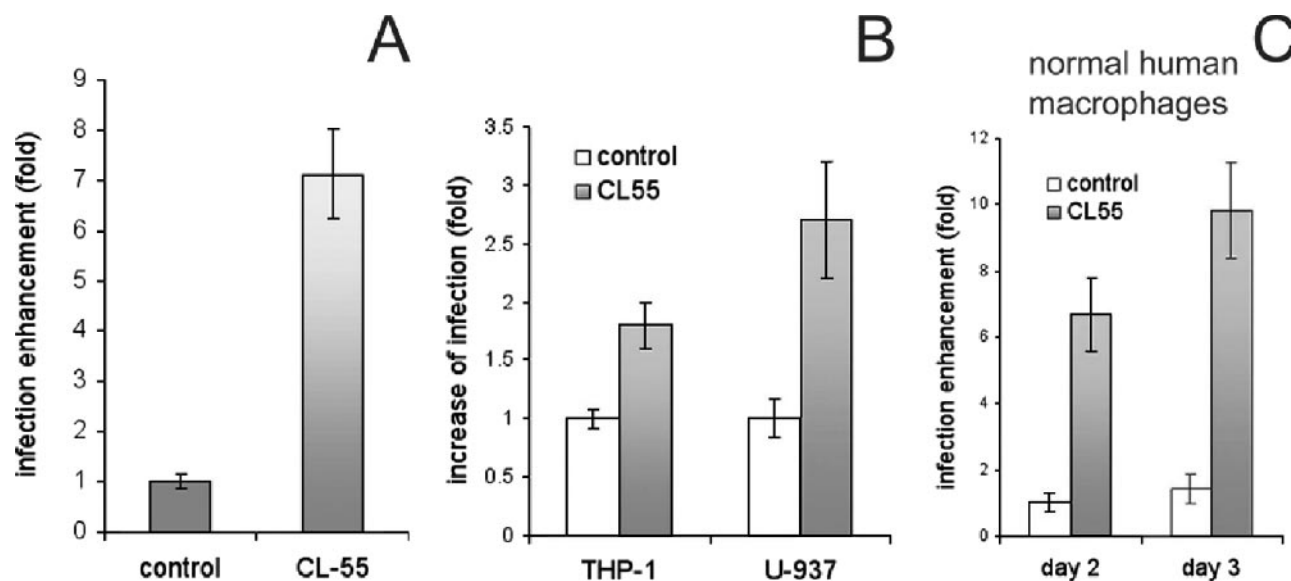 A
infection enhancement (fold)
9
8
7
6
5
4
3
2
1
0
control CL-55
B
increase of infection (fold)
3.5
3
2.5
2
1.5
1
0.5
0
control
CL55
THP-1 U-937
C
normal human
macrophages
infection enhancement (fold)
12
10
8
6
4
2
0
control
CL55
day 2 day 3